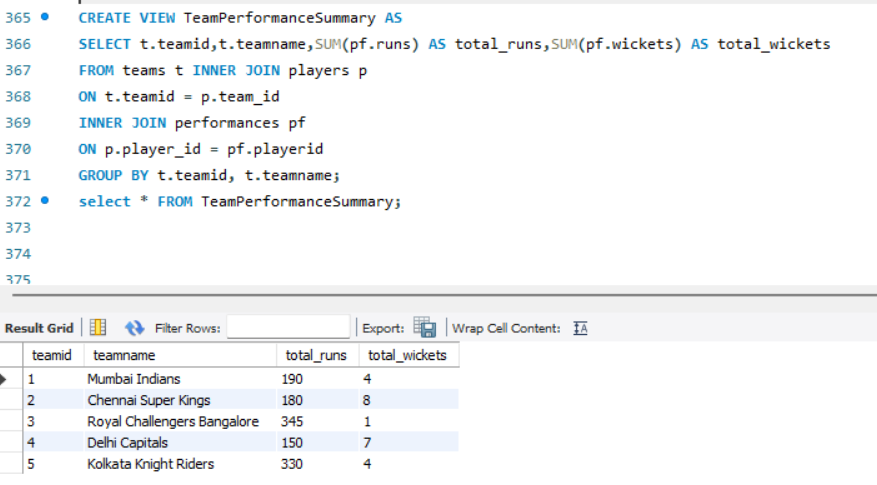 365 CREATE VIEW TeamPerformanceSummary AS
366 SELECT t.teamid,t.teamname,SUM(pf.runs) AS total_runs,SUM(pf.wickets) AS total_wickets
367 FROM teams t INNER JOIN players p
368 ON t.teamid = p.team_id
369 INNER JOIN performances pf
370 ON p.player_id = pf.playerid
371 GROUP BY t.teamid, t.teamname;
372 select * FROM TeamPerformanceSummary;
373
374
375
Result Grid Filter Rows: Export: Wrap Cell Content: IA
teamid teamname total_runs total_wickets
1 Mumbai Indians 190 4
2 Chennai Super Kings 180 8
3 Royal Challengers Bangalore 345 1
4 Delhi Capitals 150 7
5 Kolkata Knight Riders 330 4